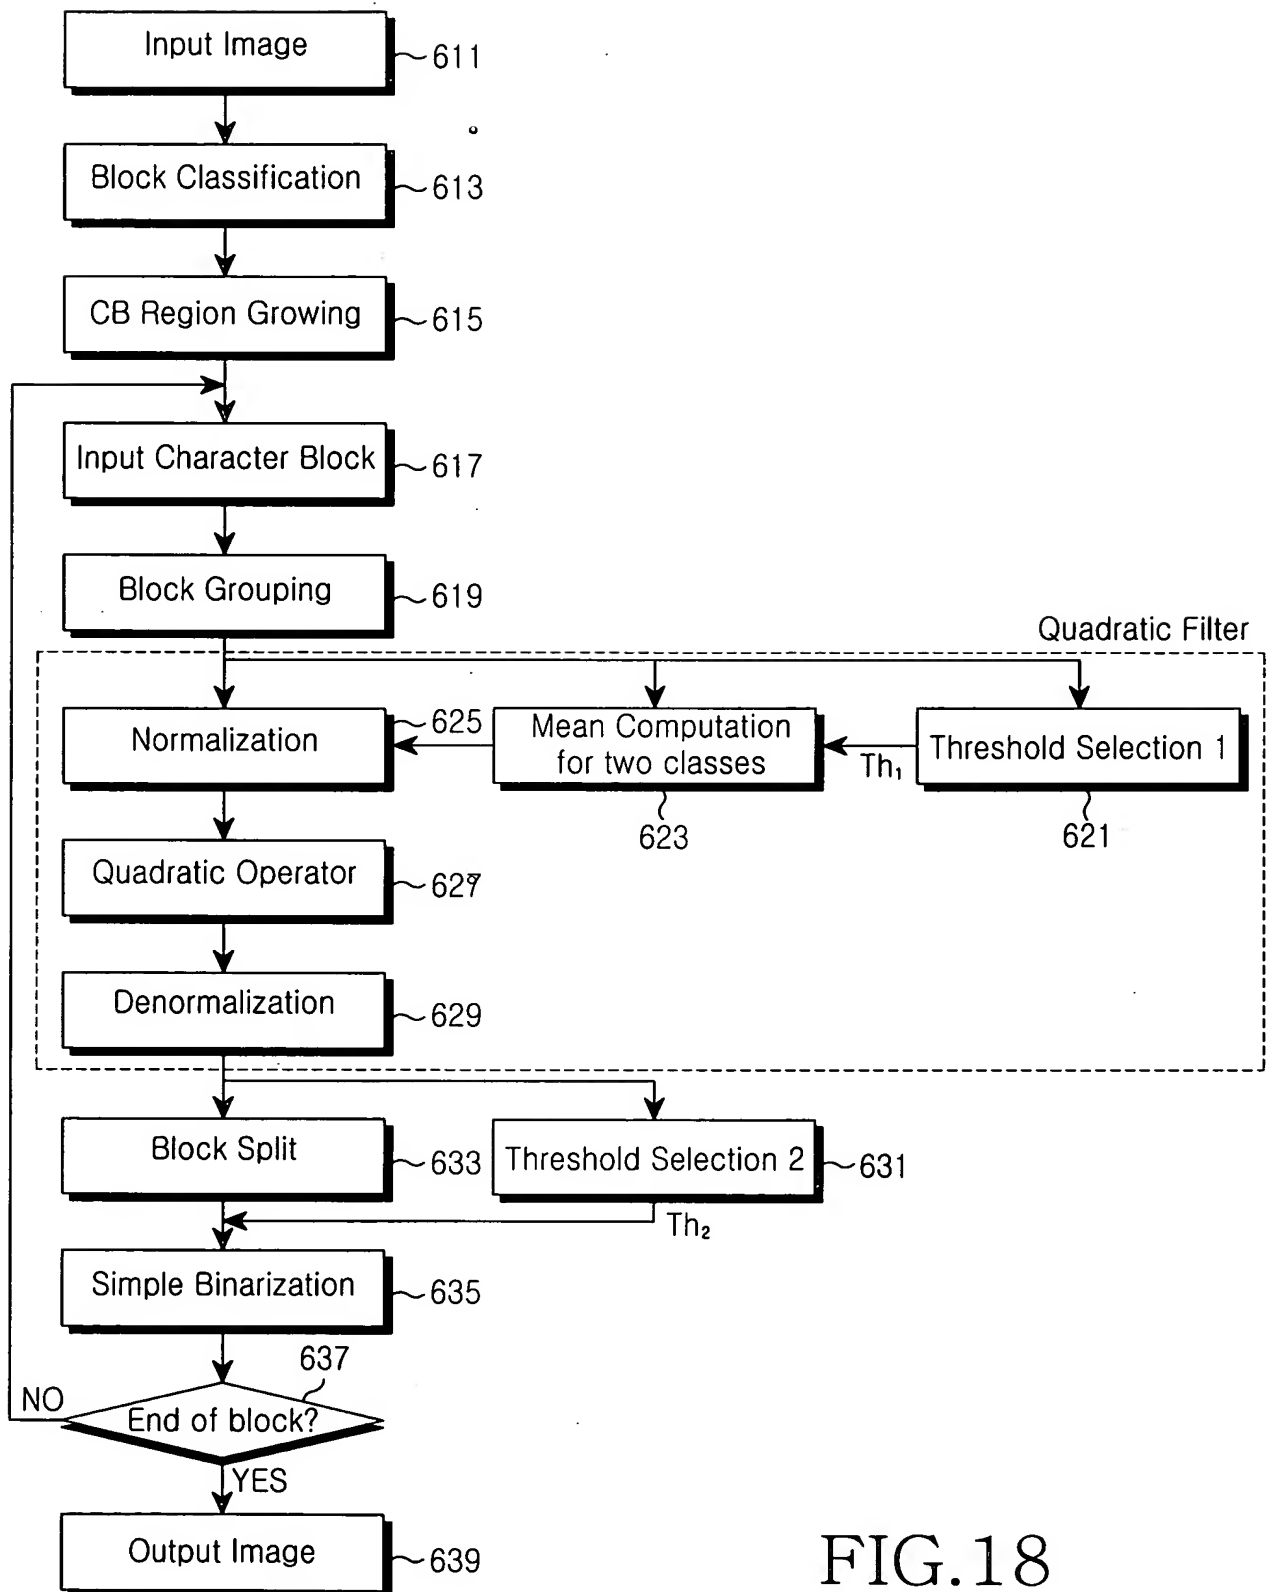 Input Image
611
Block Classification
613
CB Region Growing
615
Input Character Block
617
Block Grouping
619
Quadratic Filter
Normalization
625
Mean Computation
for two classes
623
Th₁
Threshold Selection 1
621
Quadratic Operator
627
Denormalization
629
Block Split
633
Threshold Selection 2
631
Th₂
Simple Binarization
635
637
NO
End of block?
YES
Output Image
639
FIG.18